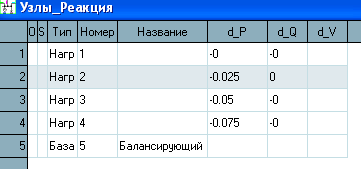 Узлы_Реакция
O S Тип Номер Название d_P d_Q d_V
1 Нагр 1 -0 -0
2 Нагр 2 -0.025 0
3 Нагр 3 -0.05 -0
4 Нагр 4 -0.075 -0
5 База 5 Балансирующий